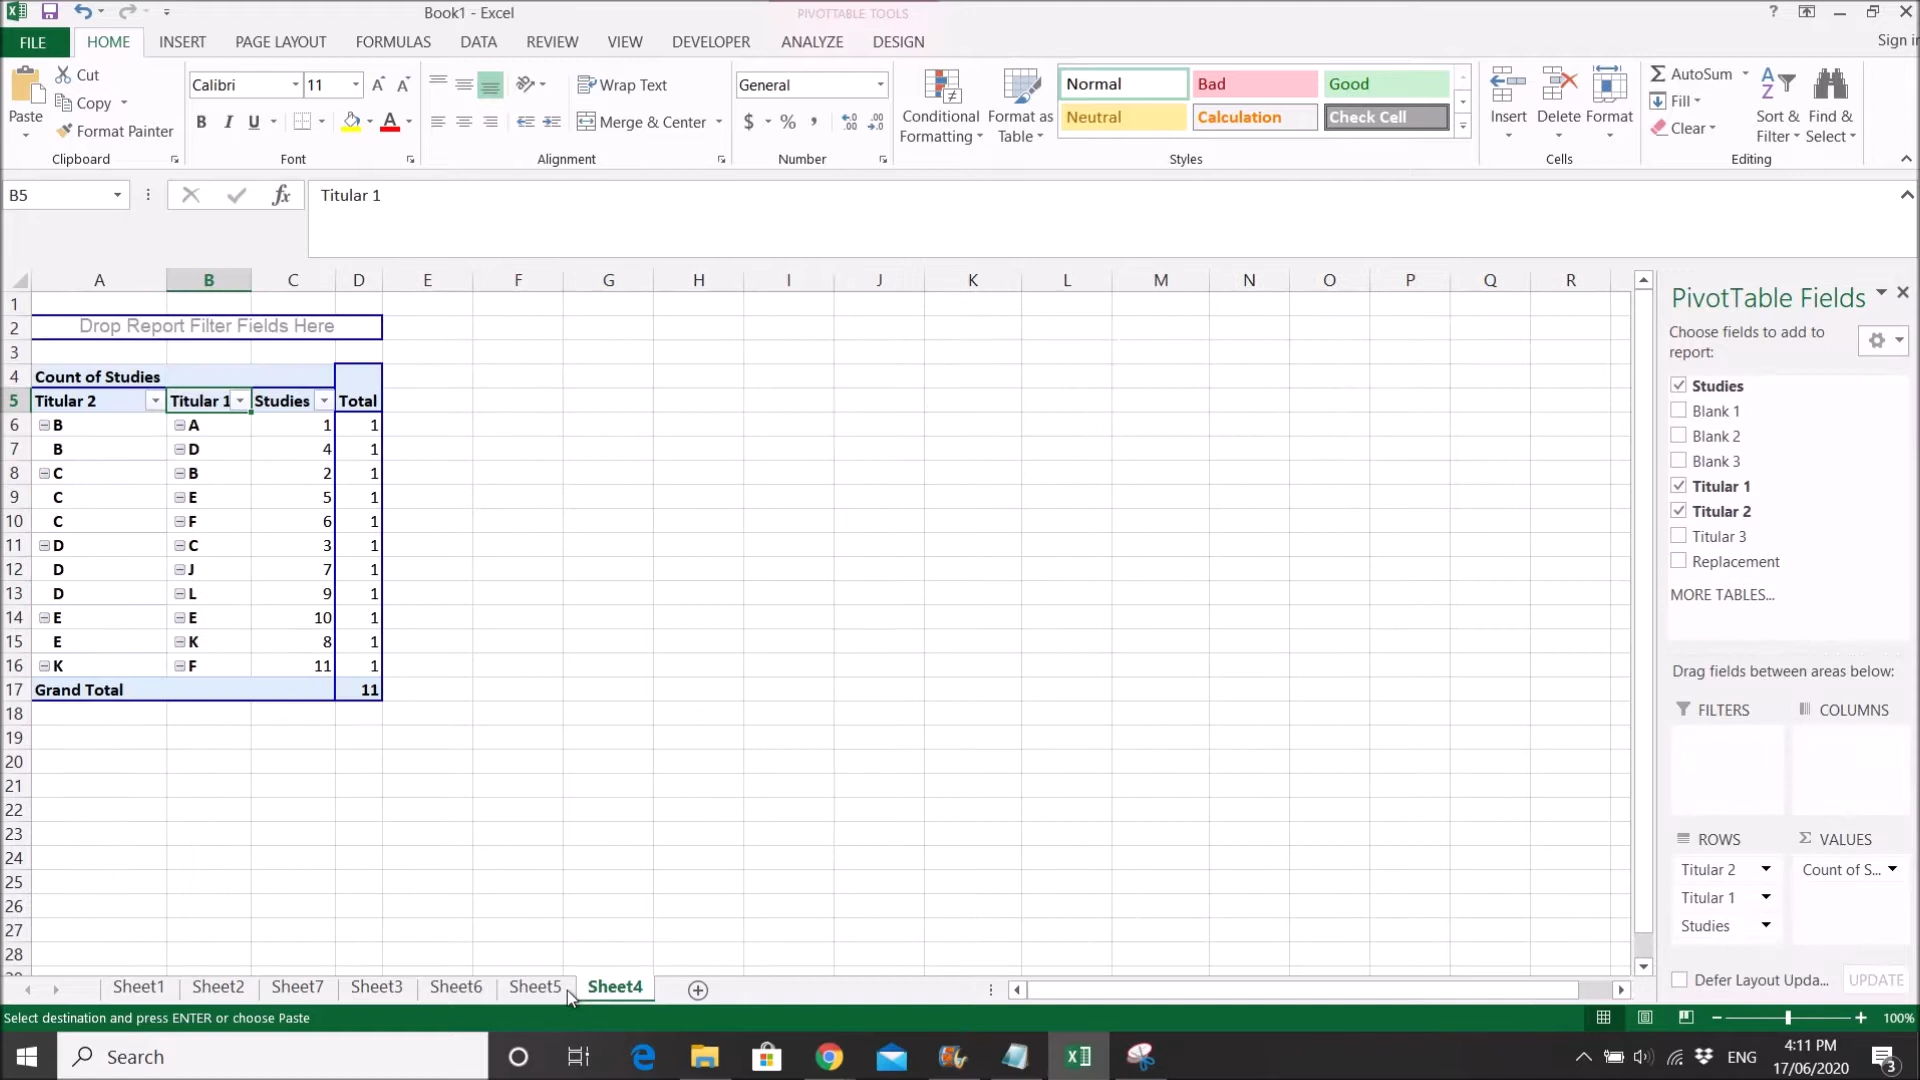 Book1 - Excel
PIVOTTABLE TOOLS
?
FILE HOME INSERT PAGE LAYOUT FORMULAS DATA REVIEW VIEW DEVELOPER ANALYZE DESIGN
Sign in
Paste
Cut
Copy
Format Painter
Clipboard
Calibri 11
B I U
Font
Wrap Text
Merge & Center
Alignment
General
$ % ,
Number
Conditional Formatting
Format as Table
Normal Bad Good
Neutral Calculation Check Cell
Styles
Insert Delete Format
Cells
AutoSum
Fill
Clear
Sort & Filter
Find & Select
Editing
B5 fx Titular 1
A B C D E F G H I J K L M N O P Q R
1
2 Drop Report Filter Fields Here
3
4 Count of Studies
5 Titular 2 Titular 1 Studies Total
6 B A 1 1
7 B D 4 1
8 C B 2 1
9 C E 5 1
10 C F 6 1
11 D C 3 1
12 D J 7 1
13 D L 9 1
14 E E 10 1
15 E K 8 1
16 K F 11 1
17 Grand Total 11
18
19
20
21
22
23
24
25
26
27
28
PivotTable Fields
Choose fields to add to
report:
Studies
Blank 1
Blank 2
Blank 3
Titular 1
Titular 2
Titular 3
Replacement
MORE TABLES...
Drag fields between areas below:
FILTERS COLUMNS
ROWS VALUES
Titular 2 Count of S...
Titular 1
Studies
Defer Layout Upda... UPDATE
Sheet1 Sheet2 Sheet7 Sheet3 Sheet6 Sheet5 Sheet4
Select destination and press ENTER or choose Paste
100%
Search
ENG
4:11 PM
17/06/2020
3